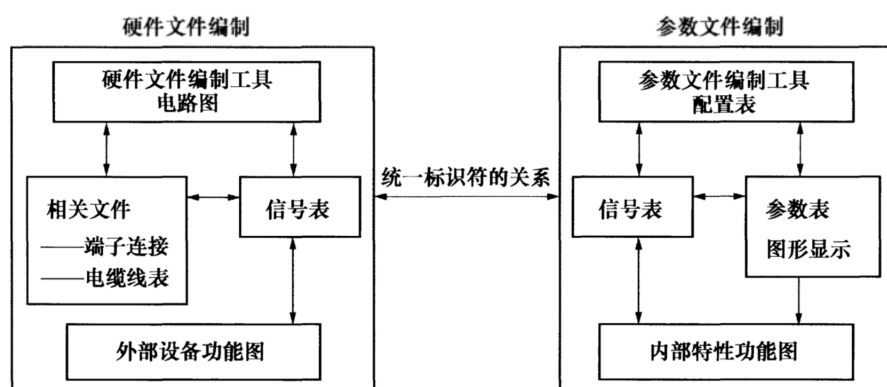 硬件文件编制
硬件文件编制工具
电路图
相关文件
——端子连接
——电缆线表
信号表
外部设备功能图
统一标识符的关系
参数文件编制
参数文件编制工具
配置表
信号表
参数表
图形显示
内部特性功能图